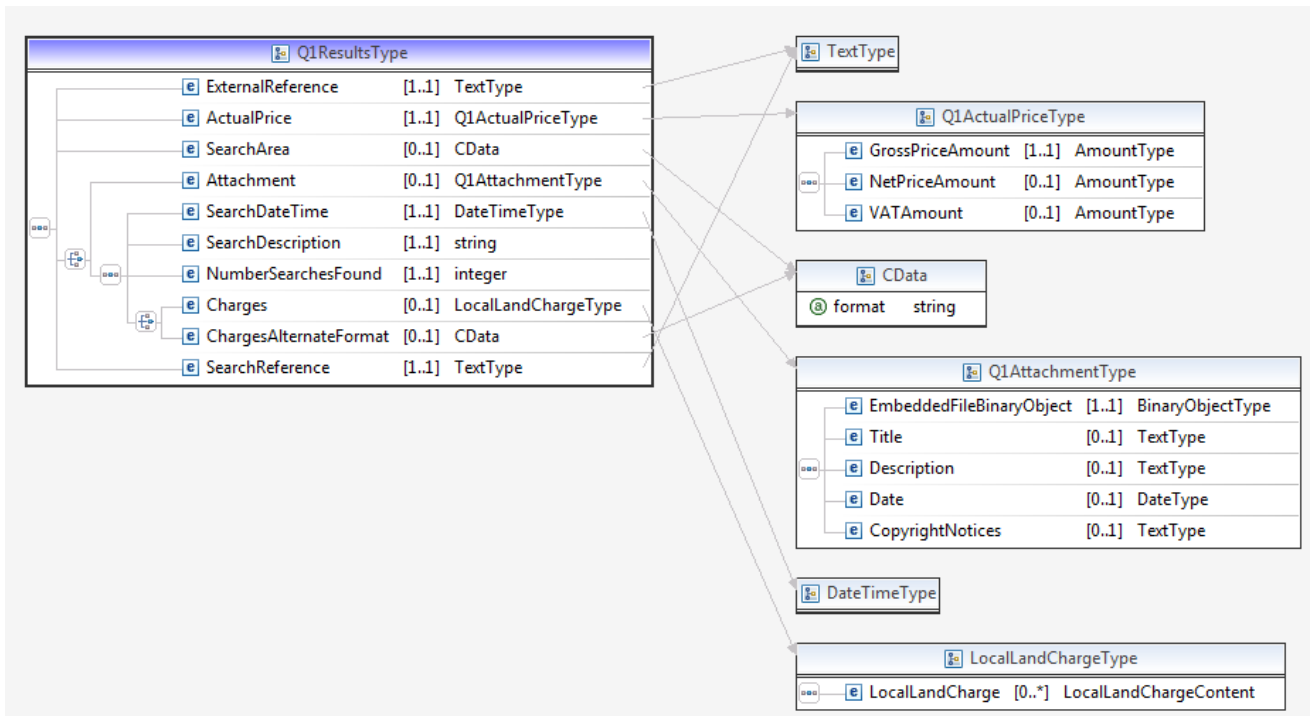 Q1ResultsType
ExternalReference [1..1] TextType
ActualPrice [1..1] Q1ActualPriceType
SearchArea [0..1] CData
Attachment [0..1] Q1AttachmentType
SearchDateTime [1..1] DateTimeType
SearchDescription [1..1] string
NumberSearchesFound [1..1] integer
Charges [0..1] LocalLandChargeType
ChargesAlternateFormat [0..1] CData
SearchReference [1..1] TextType
TextType
Q1ActualPriceType
GrossPriceAmount [1..1] AmountType
NetPriceAmount [0..1] AmountType
VATAmount [0..1] AmountType
CData
format string
Q1AttachmentType
EmbeddedFileBinaryObject [1..1] BinaryObjectType
Title [0..1] TextType
Description [0..1] TextType
Date [0..1] DateType
CopyrightNotices [0..1] TextType
DateTimeType
LocalLandChargeType
LocalLandCharge [0..*] LocalLandChargeContent